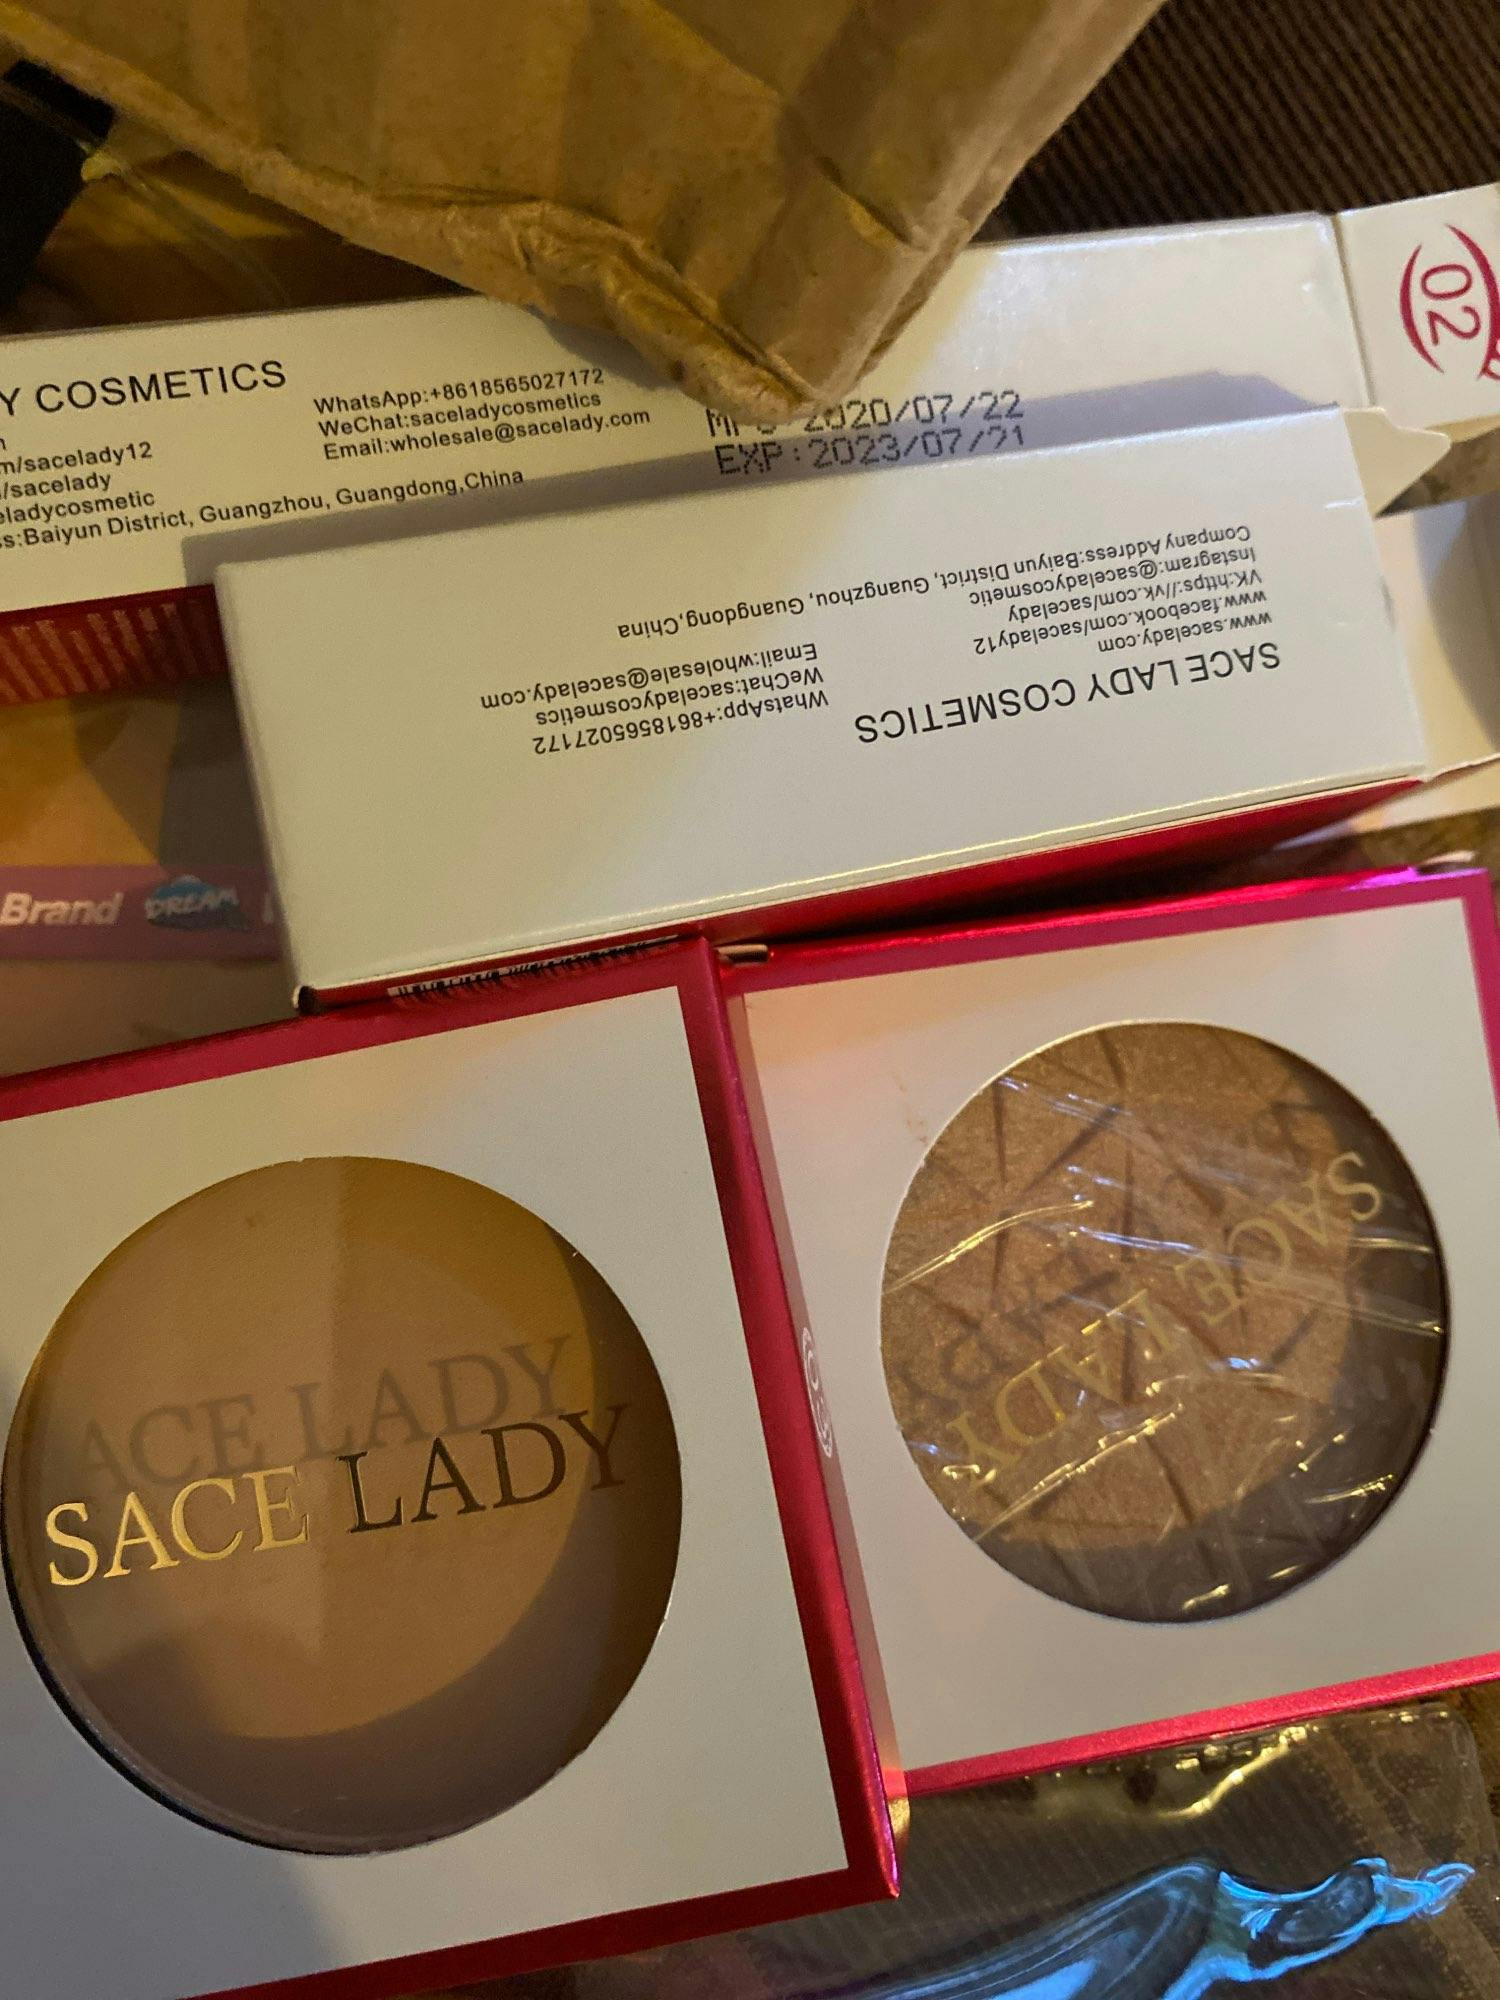 Y COSMETICS
m/sacelady12
/sacelady
eladycosmetic
ss:Baiyun District, Guangzhou, Guangdong,China
WhatsApp:+8618565027172
WeChat:saceladycosmetics
Email:wholesale@sacelady.com
2020/07/22
EXP:2023/07/21
02
SACE LADY COSMETICS
www.sacelady.com
www.facebook.com/sacelady12
VK:https://vk.com/sacelady
Instagram:@saceladycosmetic
Company Address:Baiyun District, Guangzhou, Guangdong,China
WhatsApp:+8618565027172
WeChat:saceladycosmetics
Email:wholesale@sacelady.com
Brand DREAM
SACE LADY
SACE LADY